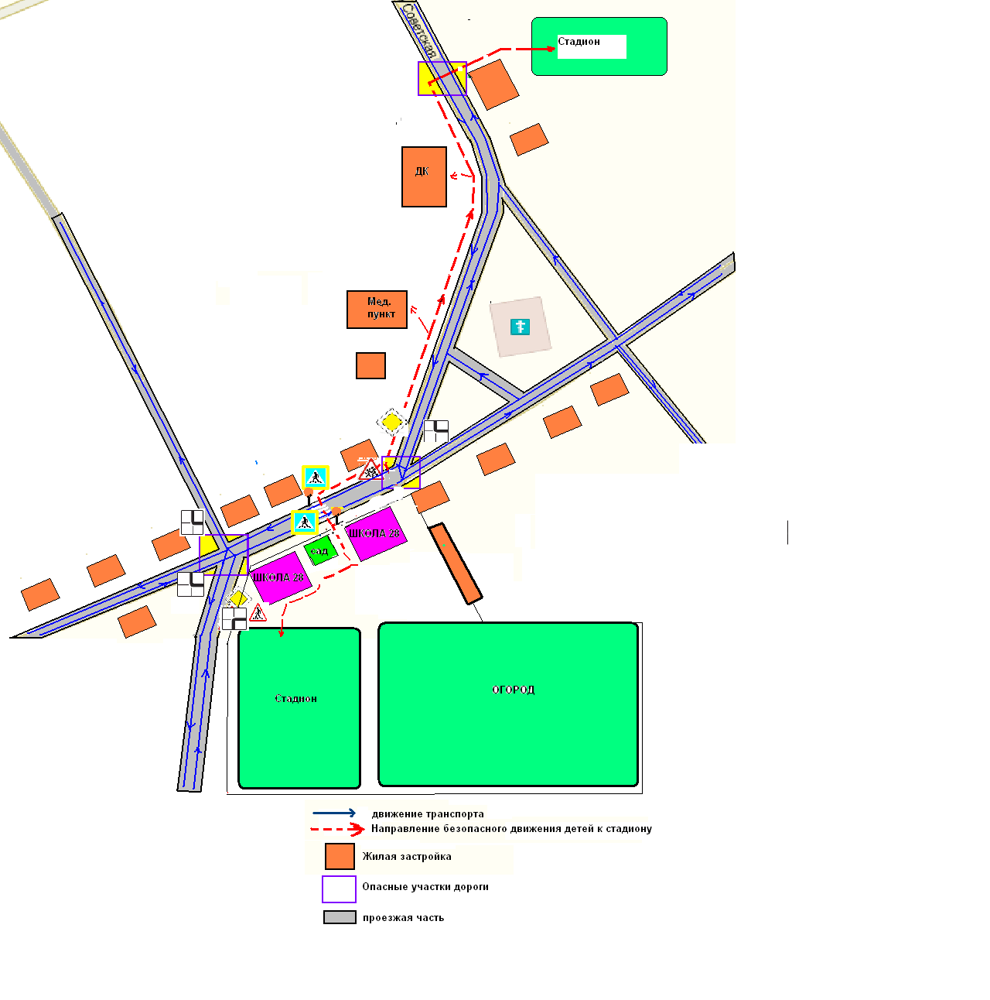 Советская
Стадион
ДК
Мед.
пункт
ШКОЛА 28
сад
ШКОЛА 28
Стадион
ОГОРОД
движение транспорта
Направление безопасного движения детей к стадиону
Жилая застройка
Опасные участки дороги
проезжая часть